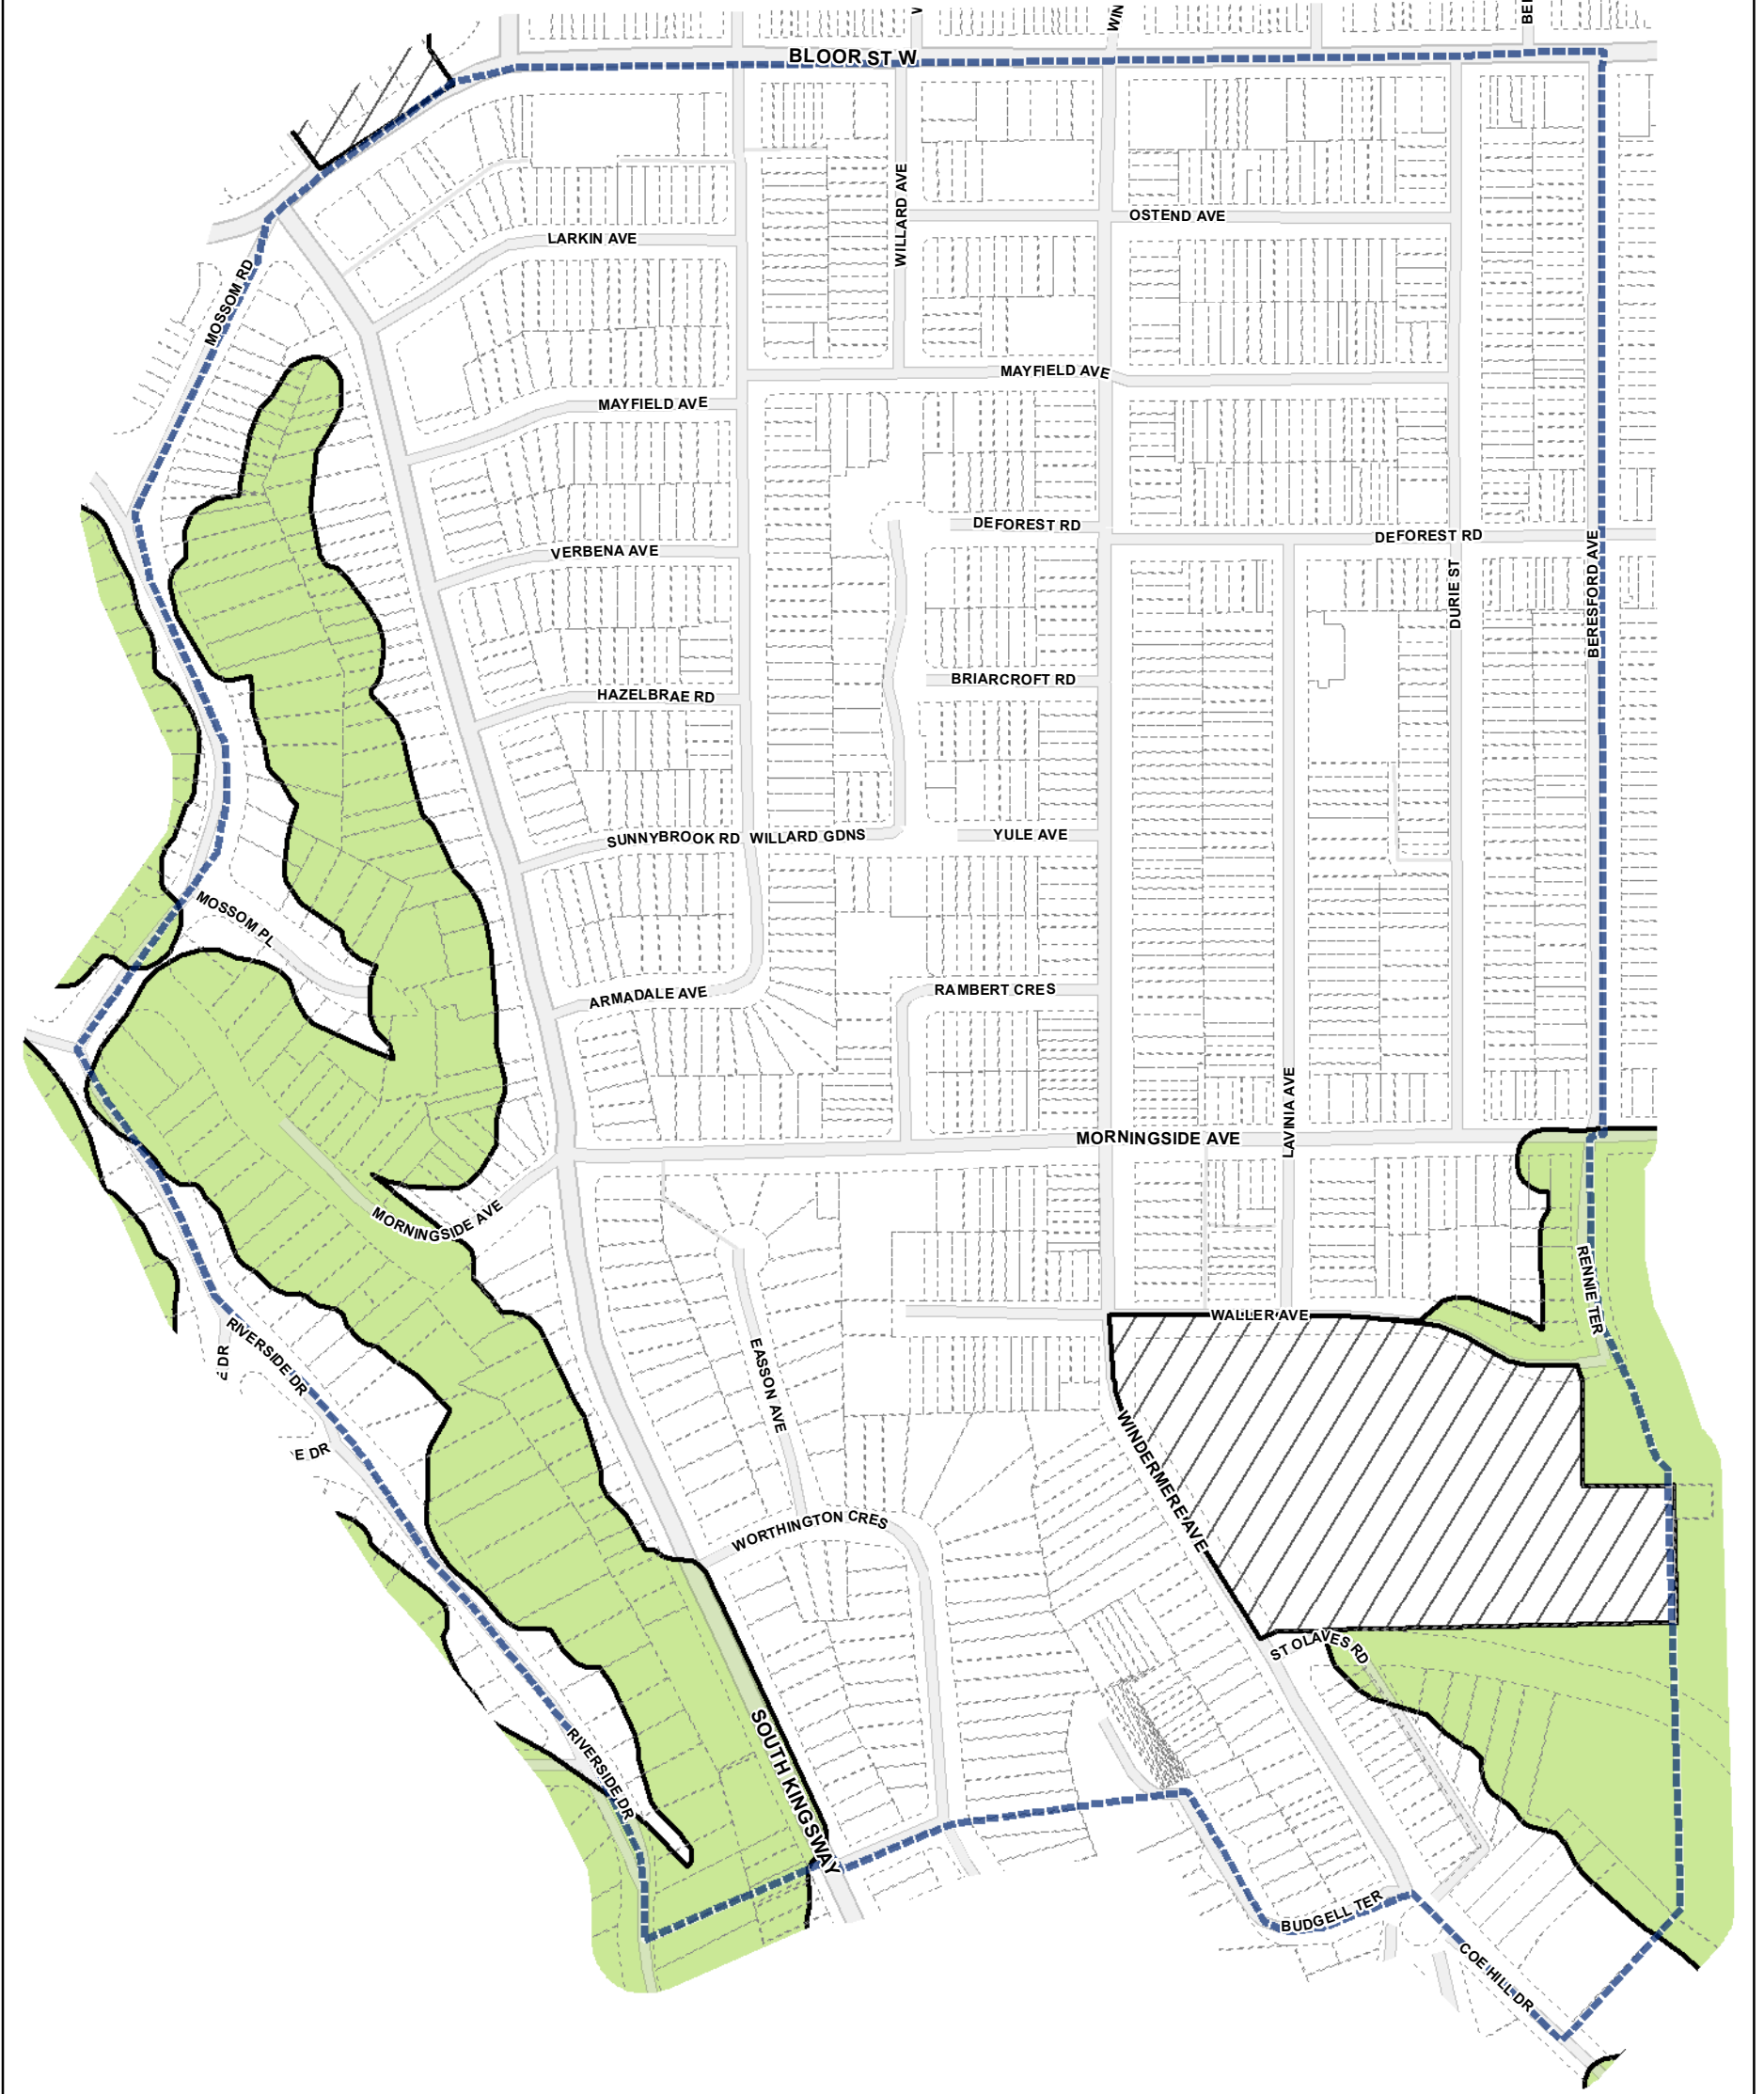 BLOOR ST W
WILLARD AVE
OSTEND AVE
LARKIN AVE
MOSSOM RD
MAYFIELD AVE
MAYFIELD AVE
DEFOREST RD
DEFOREST RD
VERBENA AVE
DURIE ST
BERESFORD AVE
BRIARCROFT RD
HAZELBRAE RD
SUNNYBROOK RD
WILLARD GDNS
YULE AVE
MOSSOM PL
ARMADALE AVE
RAMBERT CRES
LAVINIA AVE
MORNINGSIDE AVE
MORNINGSIDE AVE
RENNIE TER
WALLER AVE
RIVERSIDE DR
E DR
EASSON AVE
E DR
WINDERMERE AVE
WORTHINGTON CRES
ST OLAVES RD
SOUTH KINGSWAY
RIVERSIDE DR
BUDGELL TER
COE HILL DR